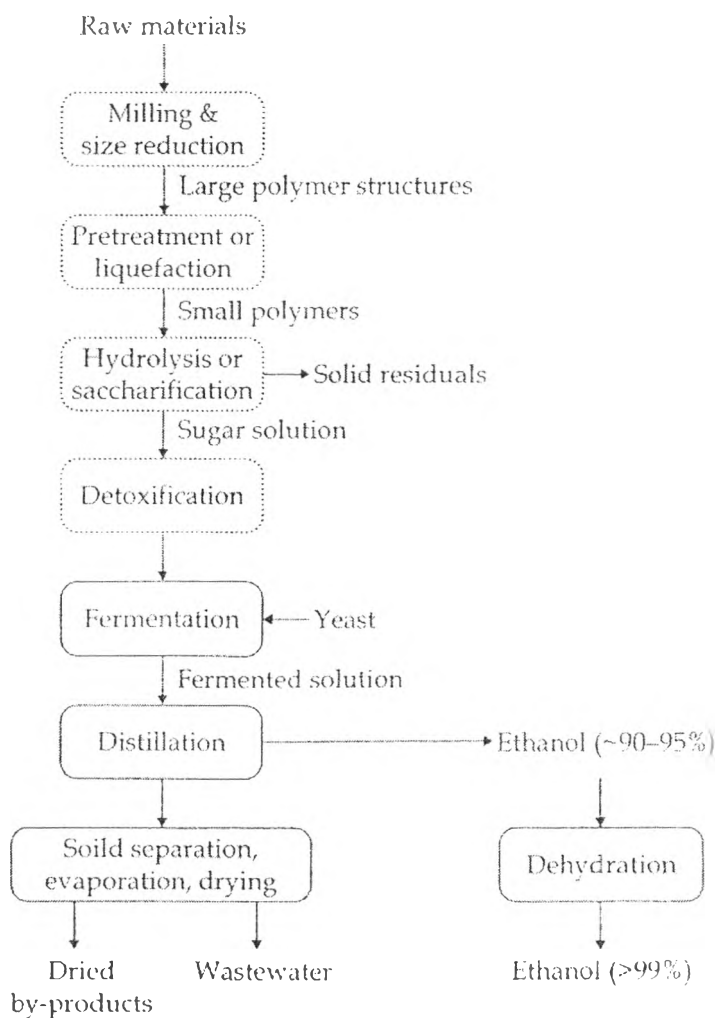 Raw materials
Milling &
size reduction
Large polymer structures
Pretreatment or
liquefaction
Small polymers
Hydrolysis or
saccharification
Solid residuals
Sugar solution
Detoxification
Fermentation
Yeast
Fermented solution
Distillation
Ethanol (~90–95%)
Soild separation,
evaporation, drying
Dehydration
Dried
by-products
Wastewater
Ethanol (>99%)